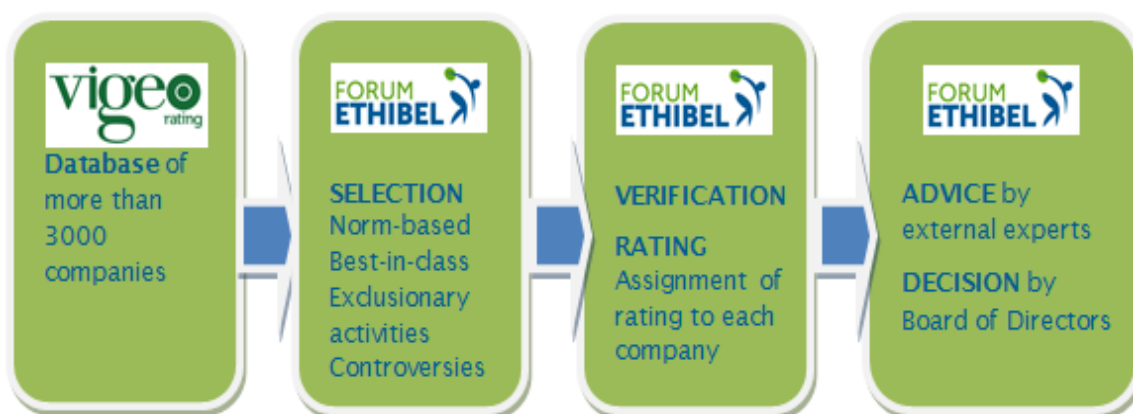 vigeo
rating
Database of
more than
3000
companies
FORUM
ETHIBEL
SELECTION
Norm-based
Best-in-class
Exclusionary
activities
Controversies
FORUM
ETHIBEL
VERIFICATION
RATING
Assignment of
rating to each
company
FORUM
ETHIBEL
ADVICE by
external experts
DECISION by
Board of Directors